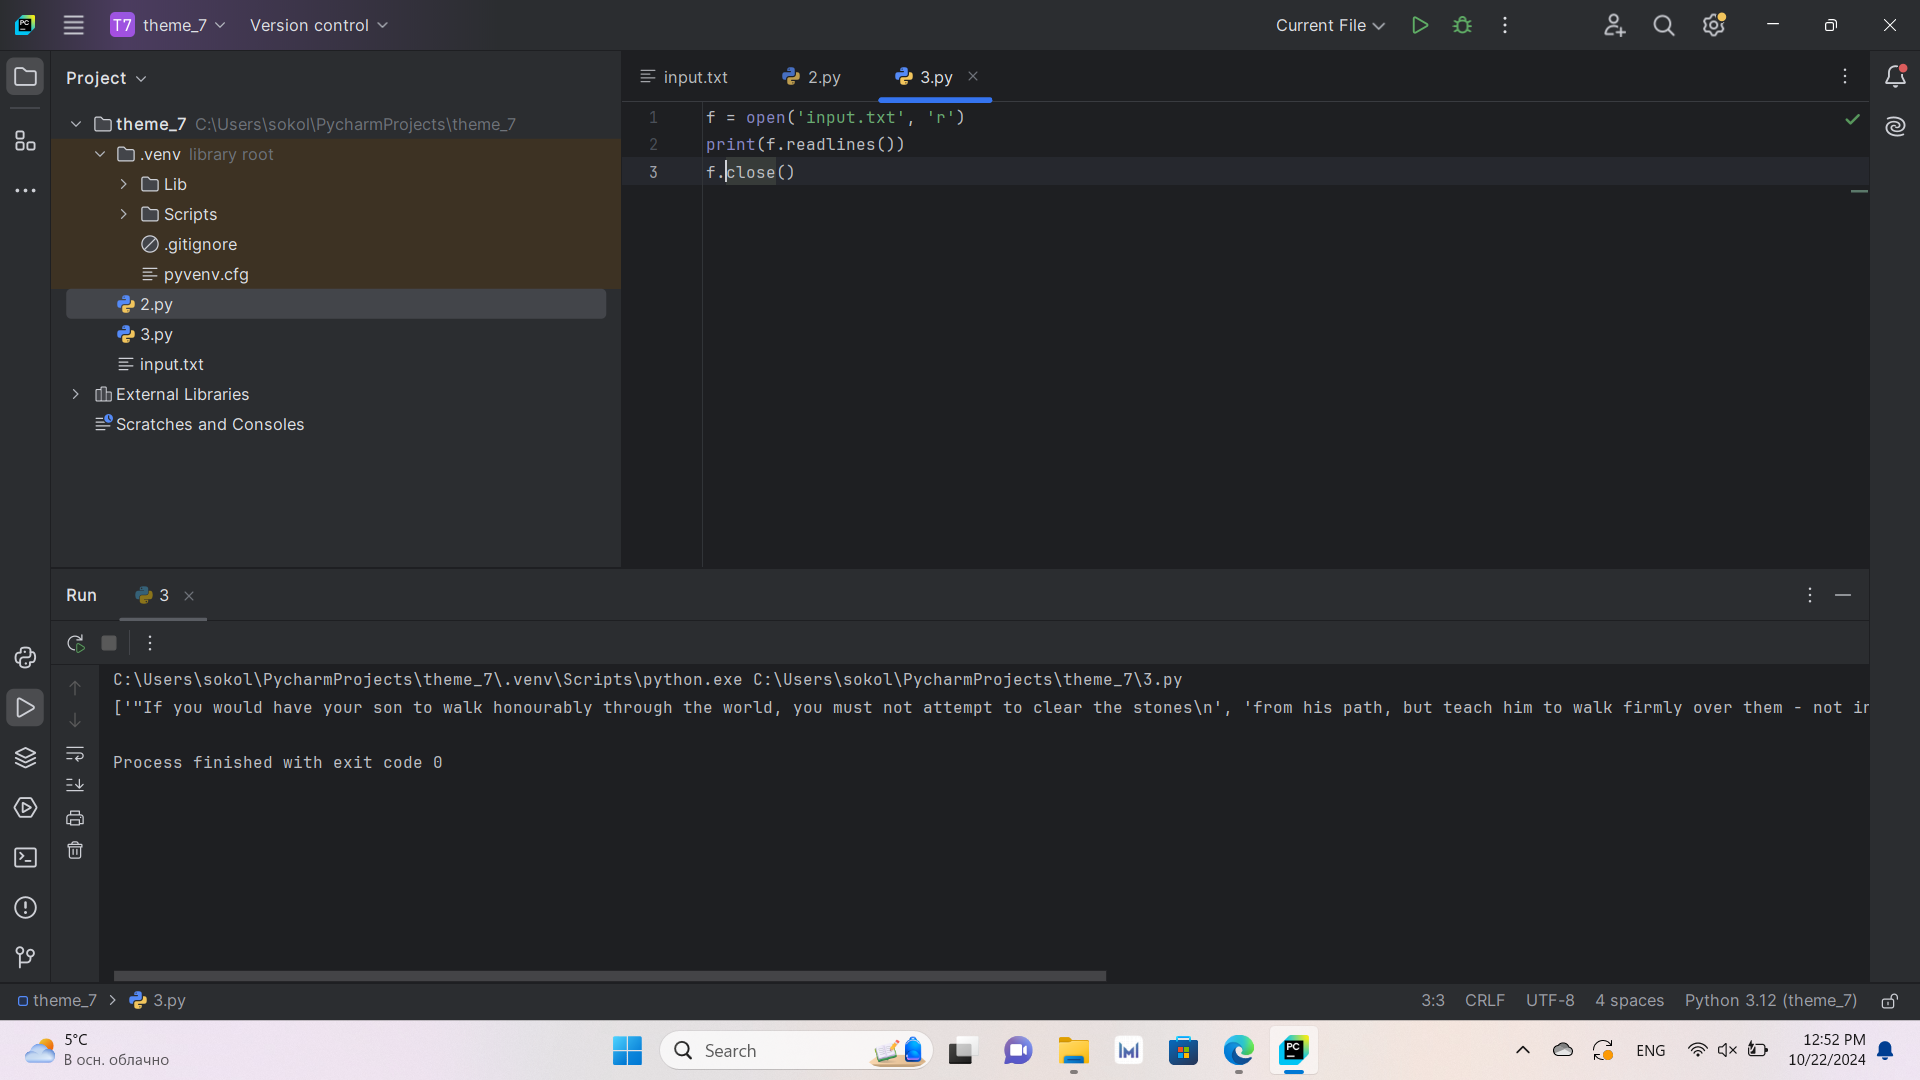 T7 theme_7 Version control Current File
Project
input.txt 2.py 3.py
theme_7 C:\Users\sokol\PycharmProjects\theme_7
.venv library root
Lib
Scripts
.gitignore
pyvenv.cfg
2.py
3.py
input.txt
External Libraries
Scratches and Consoles
1 f = open('input.txt', 'r')
2 print(f.readlines())
3 f.close()
Run 3
C:\Users\sokol\PycharmProjects\theme_7\.venv\Scripts\python.exe C:\Users\sokol\PycharmProjects\theme_7\3.py
['"If you would have your son to walk honourably through the world, you must not attempt to clear the stones\n', 'from his path, but teach him to walk firmly over them - not in
Process finished with exit code 0
theme_7 > 3.py 3:3 CRLF UTF-8 4 spaces Python 3.12 (theme_7)
5°C
В осн. облачно
Search
PC
ENG
12:52 PM
10/22/2024